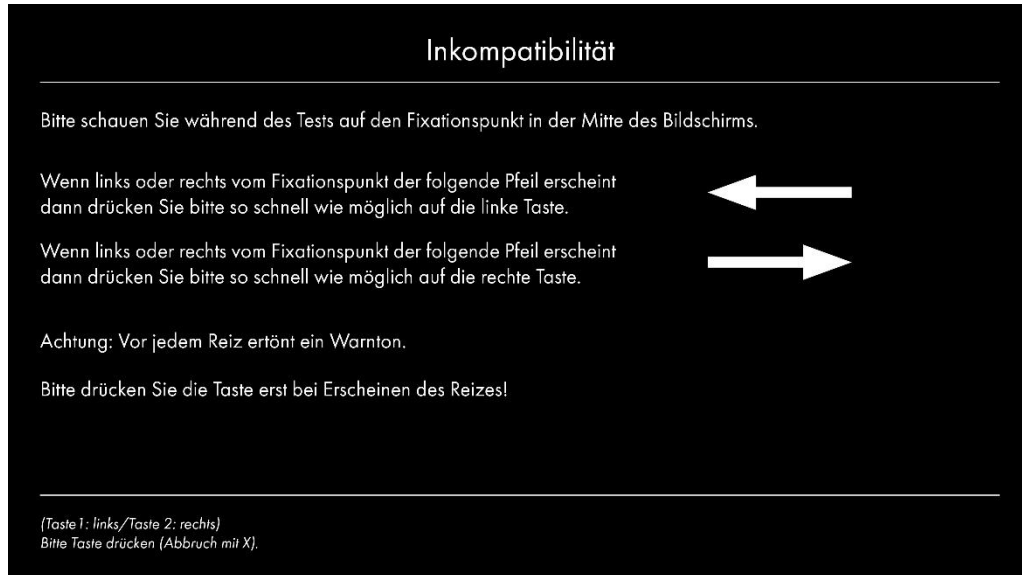 Inkompatibilität
Bitte schauen Sie während des Tests auf den Fixationspunkt in der Mitte des Bildschirms.
Wenn links oder rechts vom Fixationspunkt der folgende Pfeil erscheint
dann drücken Sie bitte so schnell wie möglich auf die linke Taste.
Wenn links oder rechts vom Fixationspunkt der folgende Pfeil erscheint
dann drücken Sie bitte so schnell wie möglich auf die rechte Taste.
Achtung: Vor jedem Reiz ertönt ein Warnton.
Bitte drücken Sie die Taste erst bei Erscheinen des Reizes!
(Taste1: links/Taste 2: rechts)
Bitte Taste drücken (Abbruch mit X).